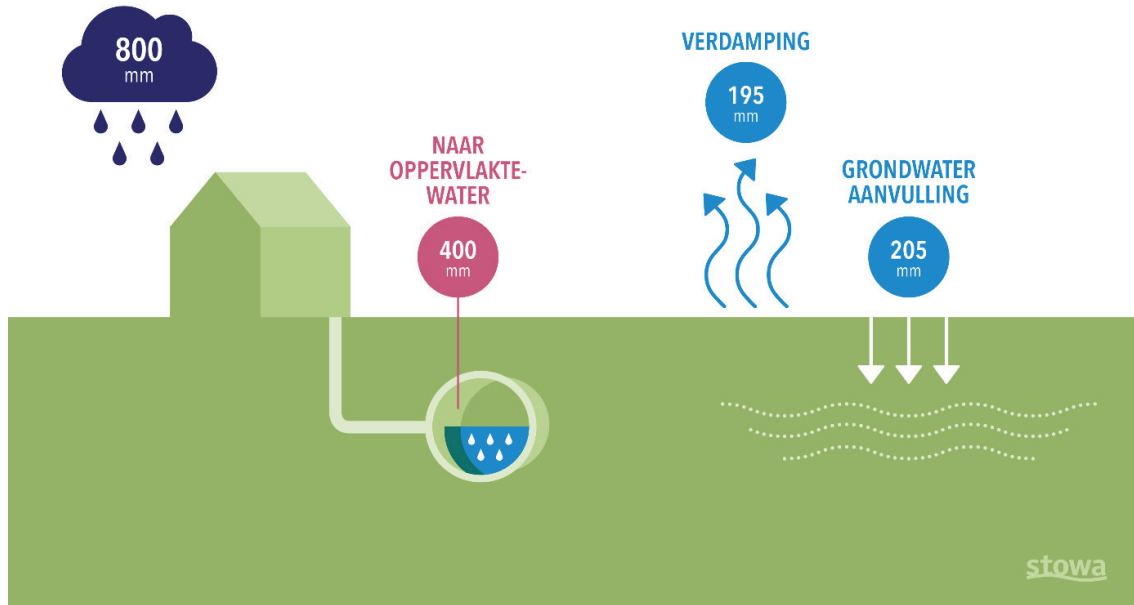 800
mm
NAAR
OPPERVLAKTE-
WATER
400
mm
VERDAMPING
195
mm
GRONDWATER
AANVULLING
205
mm
stowa